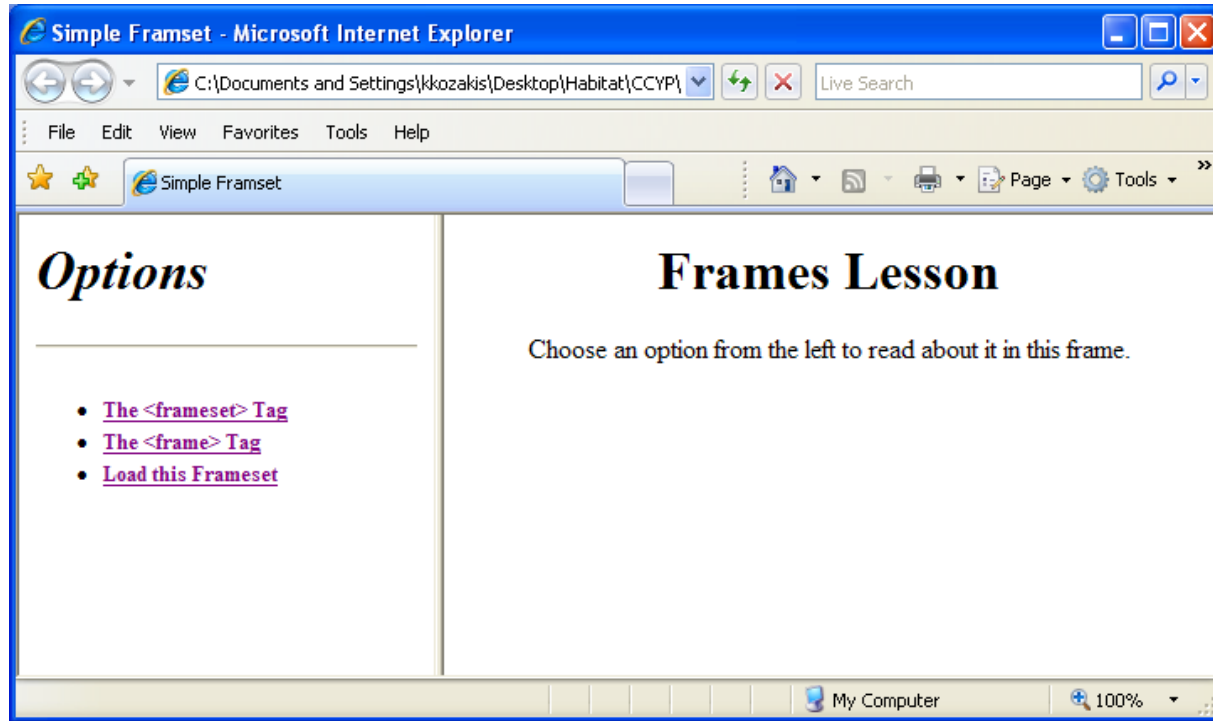 Simple Framset - Microsoft Internet Explorer
C:\Documents and Settings\kkozakis\Desktop\Habitat\CCYP\
Live Search
File Edit View Favorites Tools Help
Simple Framset
Page Tools »
Options
The <frameset> Tag
The <frame> Tag
Load this Frameset
Frames Lesson
Choose an option from the left to read about it in this frame.
My Computer 100%